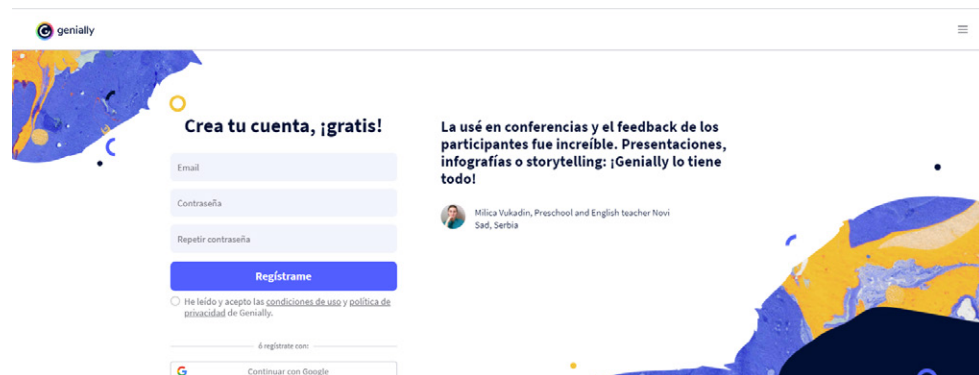 genially
Crea tu cuenta, ¡gratis!
Email
Contraseña
Repetir contraseña
Regístrame
He leído y acepto las condiciones de uso y política de
privacidad de Genially.
ó regístrate con:
Continuar con Google
La usé en conferencias y el feedback de los
participantes fue increíble. Presentaciones,
infografías o storytelling: ¡Genially lo tiene
todo!
Milica Vukadin, Preschool and English teacher Novi
Sad, Serbia